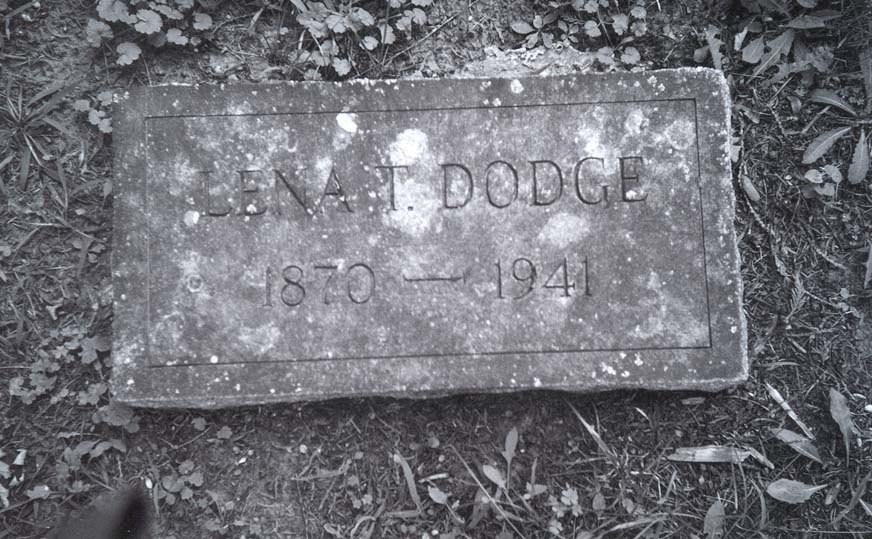 LENA T. DODGE
1870 — 1941